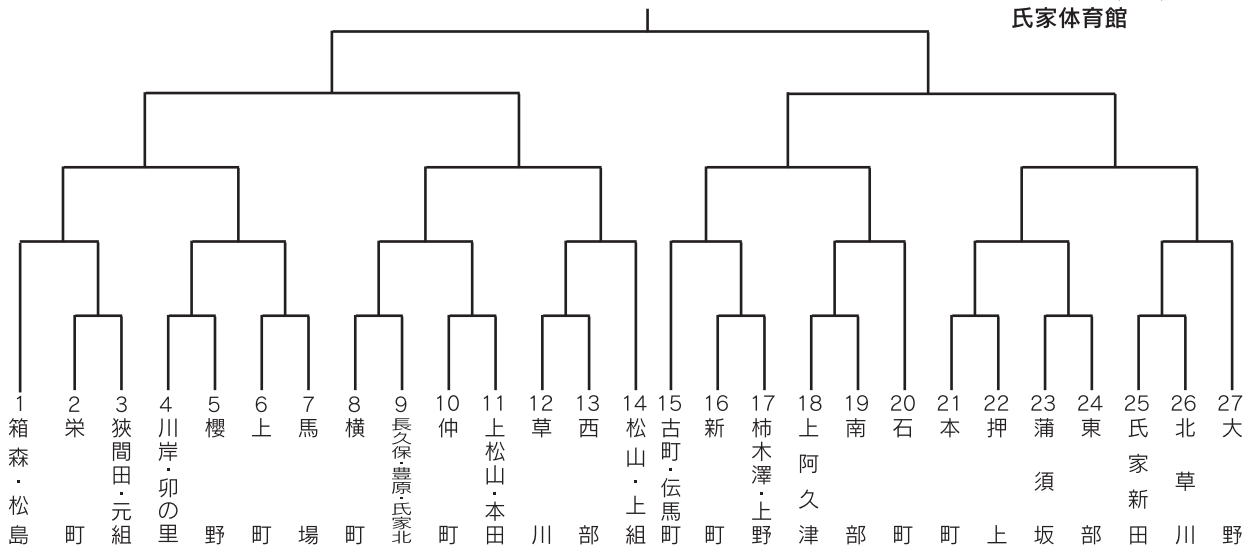 氏家体育館
1 箱森・松島
2 栄町
3 狹間田・元組
4 川岸・卯の里
5 櫻野
6 上町
7 馬場
8 横町
9 長久保・豊原・氏家北
10 仲町
11 上松山・本田
12 草川
13 西部
14 松山・上組
15 古町・伝馬町
16 新町
17 柿木澤・上野
18 上阿久津
19 南部
20 石町
21 本町
22 押上
23 蒲須坂
24 東部
25 氏家新田
26 北草川
27 大野